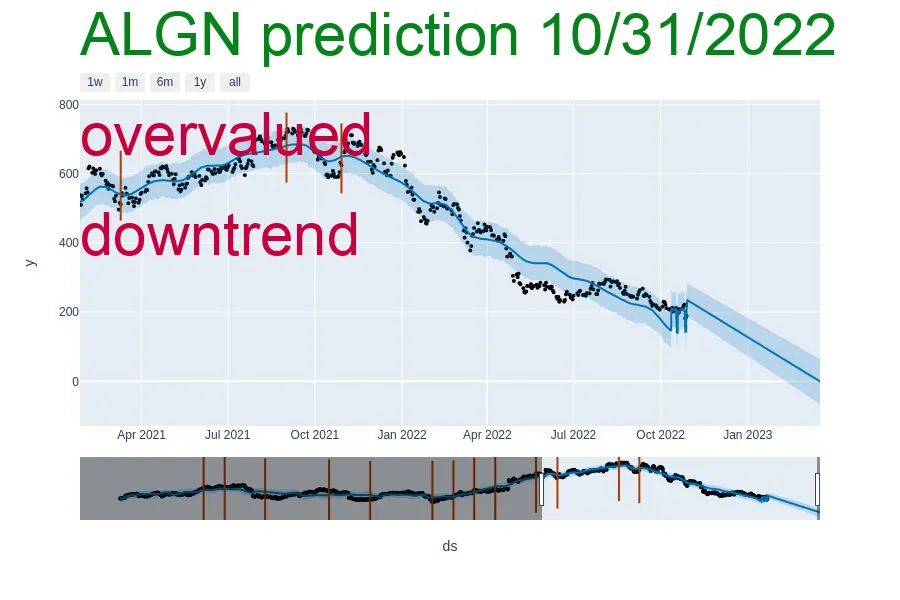 ALGN prediction 10/31/2022
1w 1m 6m 1y all
800
overvalued
600
downtrend
400
y
200
0
Apr 2021 Jul 2021 Oct 2021 Jan 2022 Apr 2022 Jul 2022 Oct 2022 Jan 2023
ds